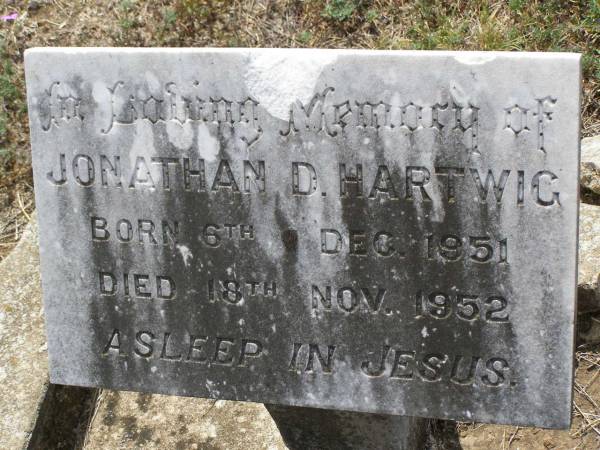 In Loving Memory of
JONATHAN D. HARTWIG
BORN 6TH DEC. 1951
DIED 18TH NOV. 1952
ASLEEP IN JESUS.